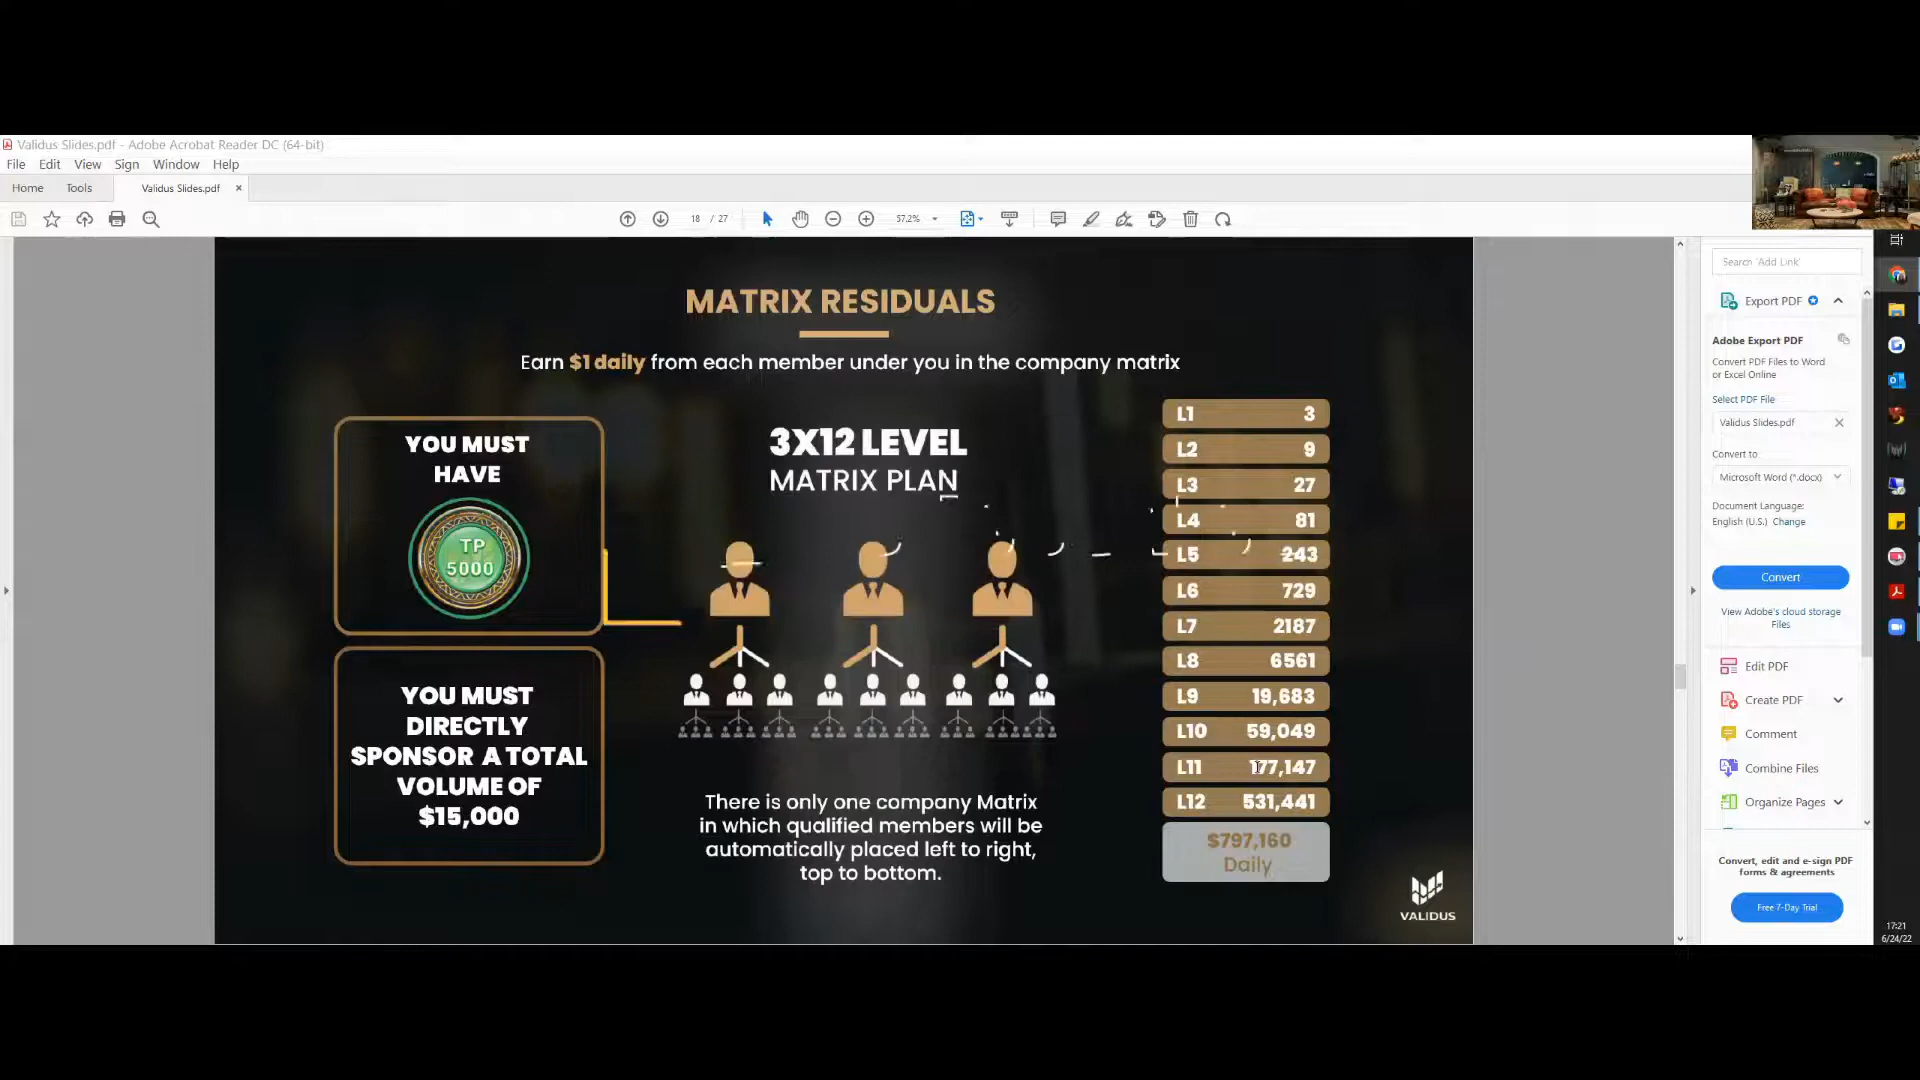 Validus Slides.pdf - Adobe Acrobat Reader DC (64-bit)
File Edit View Sign Window Help
Home Tools Validus Slides.pdf ×
18 / 27 57.2%
MATRIX RESIDUALS
Earn $1 daily from each member under you in the company matrix
YOU MUST
HAVE
TP
5000
YOU MUST
DIRECTLY
SPONSOR A TOTAL
VOLUME OF
$15,000
3X12 LEVEL
MATRIX PLAN
There is only one company Matrix
in which qualified members will be
automatically placed left to right,
top to bottom.
L1 3
L2 9
L3 27
L4 81
L5 243
L6 729
L7 2187
L8 6561
L9 19,683
L10 59,049
L11 177,147
L12 531,441
$797,160
Daily
VALIDUS
Search 'Add Link'
Export PDF
Adobe Export PDF
Convert PDF Files to Word
or Excel Online
Select PDF File
Validus Slides.pdf
Convert to
Microsoft Word (*.docx)
Document Language:
English (U.S.) Change
Convert
View Adobe's cloud storage
Files
Edit PDF
Create PDF
Comment
Combine Files
Organize Pages
Convert, edit and e-sign PDF
forms & agreements
Free 7-Day Trial
17:21
6/24/22